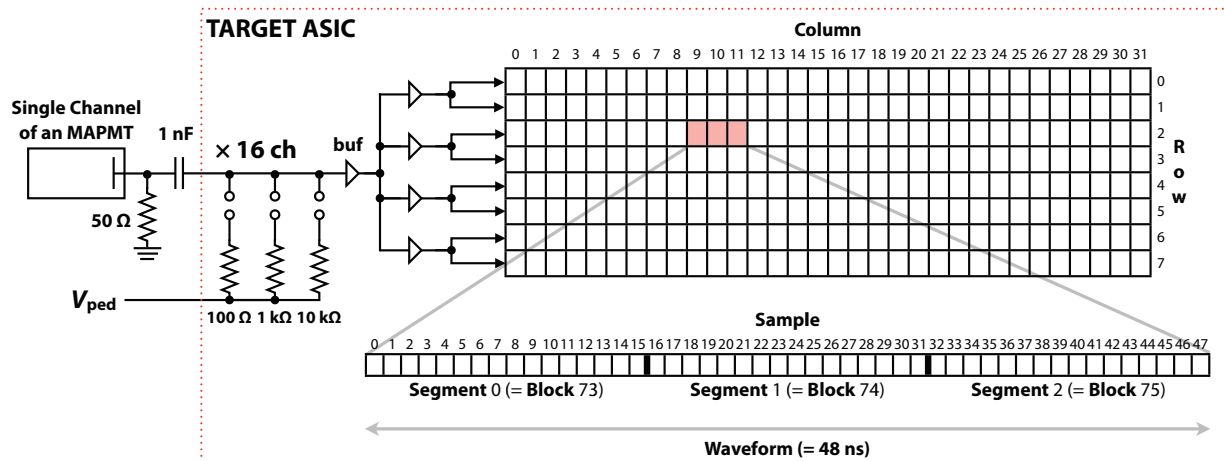 TARGET ASIC
Column
0 1 2 3 4 5 6 7 8 9 10 11 12 13 14 15 16 17 18 19 20 21 22 23 24 25 26 27 28 29 30 31
0
1
2
3
4
5
6
7
Row
Single Channel
of an MAPMT
1 nF
× 16 ch
buf
50 Ω
Vped
100 Ω 1 kΩ 10 kΩ
Sample
0 1 2 3 4 5 6 7 8 9 10 11 12 13 14 15 16 17 18 19 20 21 22 23 24 25 26 27 28 29 30 31 32 33 34 35 36 37 38 39 40 41 42 43 44 45 46 47
Segment 0 (= Block 73) Segment 1 (= Block 74) Segment 2 (= Block 75)
Waveform (= 48 ns)